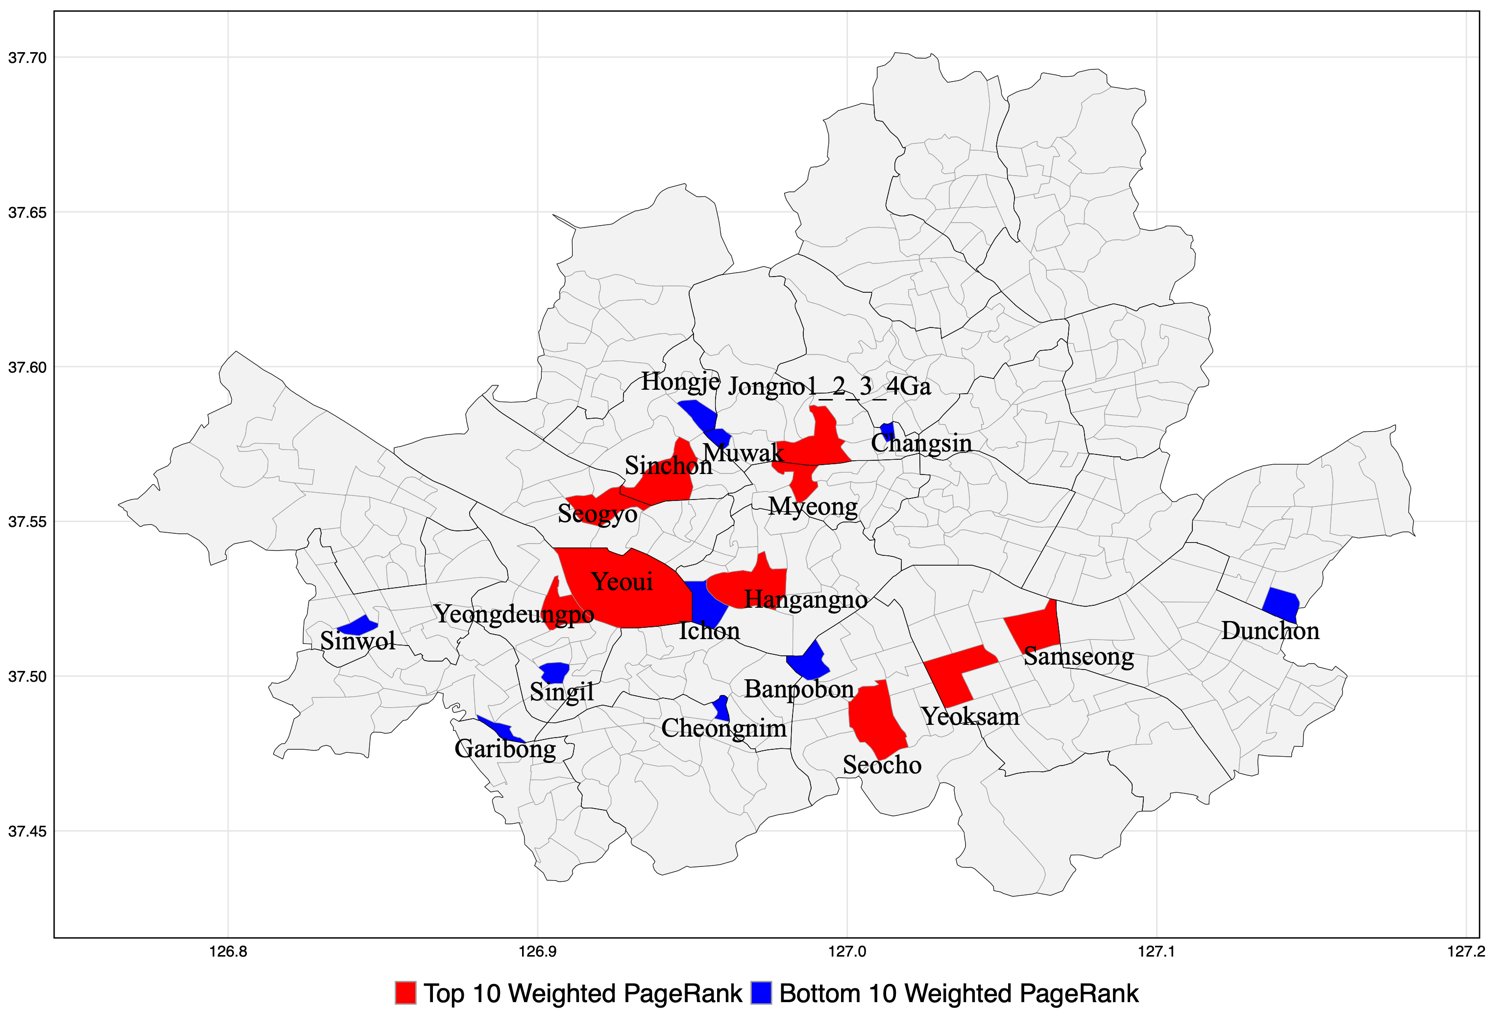 37.70
37.65
37.60
37.55
37.50
37.45
Hongje
Jongno1_2_3_4Ga
Changsin
Muwak
Sinchon
Myeong
Seogyo
Yeoui
Hangangno
Yeongdeungpo
Ichon
Sinwol
Dunchon
Samseong
Singil
Banpobon
Yeoksam
Cheongnim
Garibong
Seocho
126.8
126.9
127.0
127.1
127.2
Top 10 Weighted PageRank
Bottom 10 Weighted PageRank